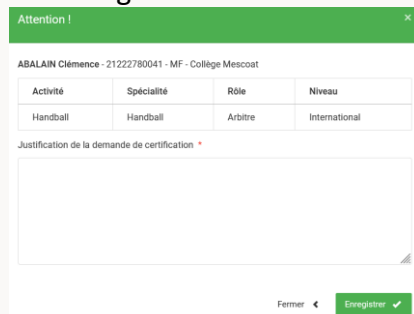 Attention !
×
ABALAIN Clémence - 21222780041 - MF - Collège Mescoat
Activité Spécialité Rôle Niveau
Handball Handball Arbitre International
Justification de la demande de certification *
Fermer Enregistrer